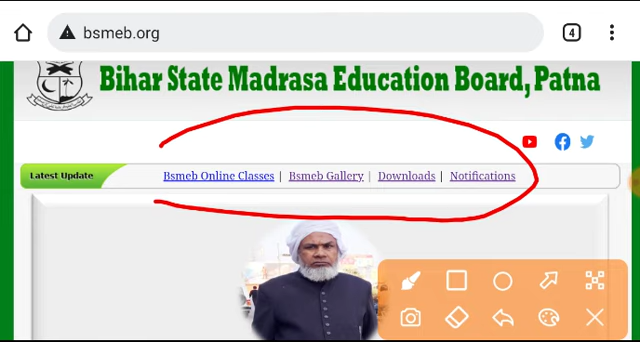 bsmeb.org
4
Bihar State Madrasa Education Board, Patna
Latest Update
Bsmeb Online Classes | Bsmeb Gallery | Downloads | Notifications